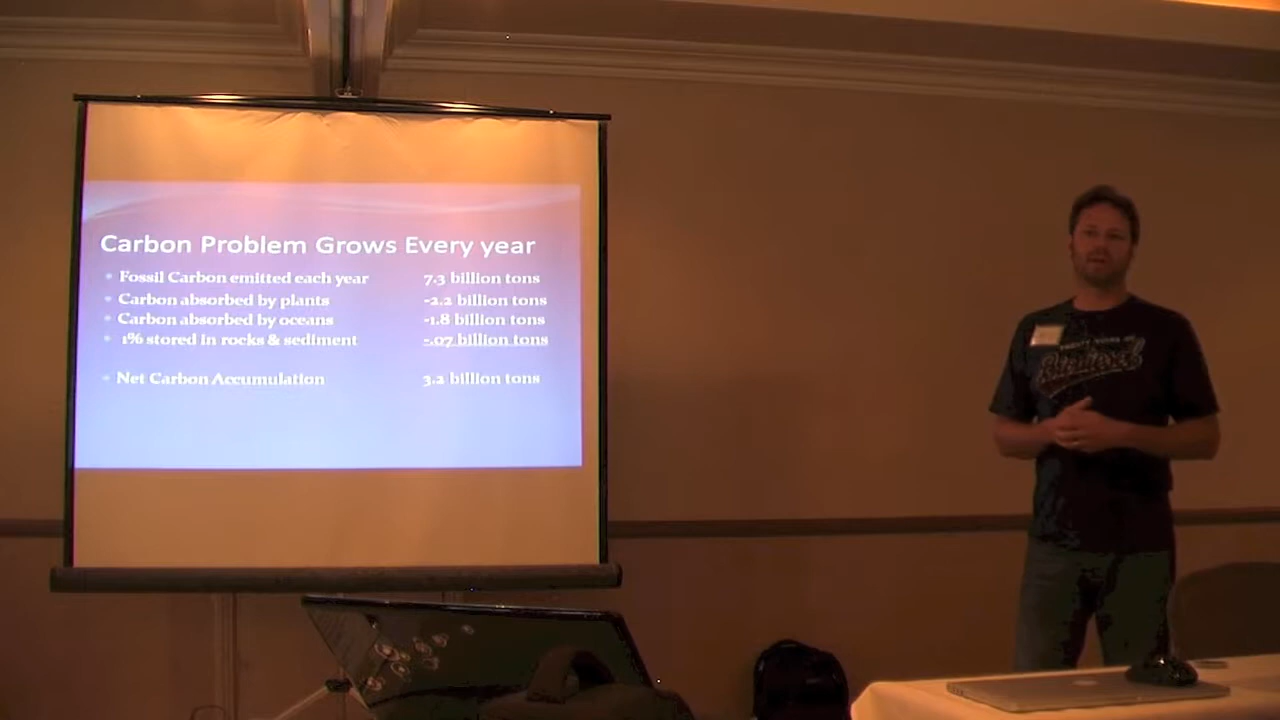 Carbon Problem Grows Every year
Fossil Carbon emitted each year 7.3 billion tons
Carbon absorbed by plants -2.2 billion tons
Carbon absorbed by oceans -1.8 billion tons
1% stored in rocks & sediment -.07 billion tons
Net Carbon Accumulation 3.2 billion tons